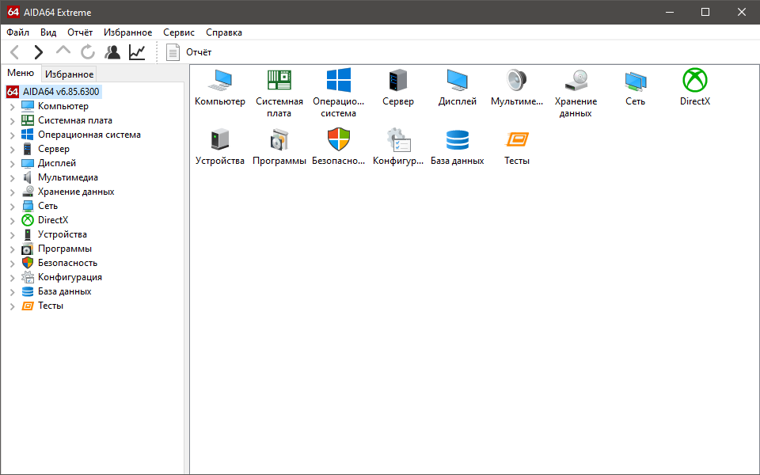 64 AIDA64 Extreme
Файл Вид Отчёт Избранное Сервис Справка
Отчёт
Меню Избранное
64 AIDA64 v6.85.6300
Компьютер
Системная плата
Операционная система
Сервер
Дисплей
Мультимедиа
Хранение данных
Сеть
DirectX
Устройства
Программы
Безопасность
Конфигурация
База данных
Тесты
Компьютер
Системная
плата
Операцио...
система
Сервер
Дисплей
Мультиме...
Хранение
данных
Сеть
DirectX
Устройства
Программы
Безопасно...
Конфигур...
База данных
Тесты